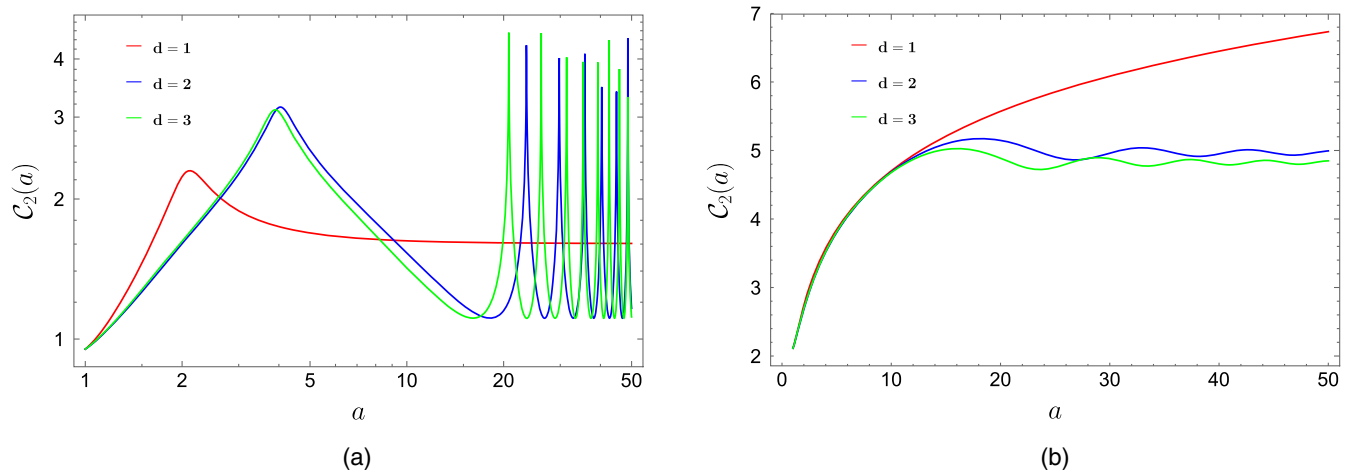 d = 1
d = 2
d = 3
4
3
2
1
C₂(a)
1 2 5 10 20 50
a
(a)
d = 1
d = 2
d = 3
7
6
5
4
3
2
C₂(a)
0 10 20 30 40 50
a
(b)